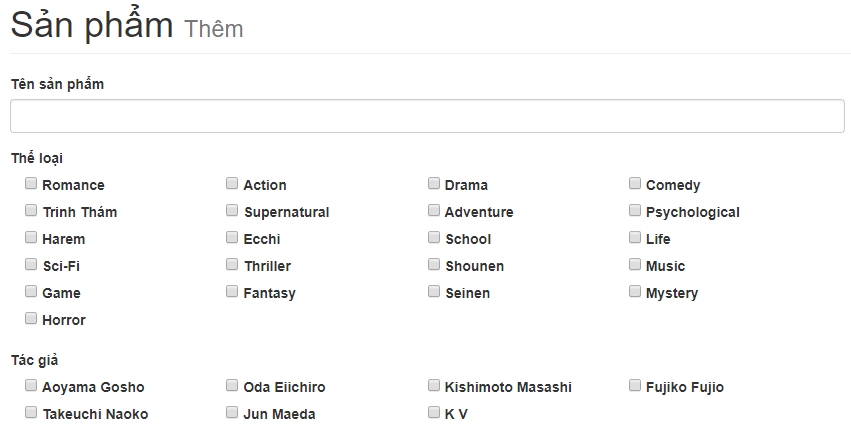 Sản phẩm Thêm
Tên sản phẩm
Thể loại
Romance Action Drama Comedy
Trinh Thám Supernatural Adventure Psychological
Harem Ecchi School Life
Sci-Fi Thriller Shounen Music
Game Fantasy Seinen Mystery
Horror
Tác giả
Aoyama Gosho Oda Eiichiro Kishimoto Masashi Fujiko Fujio
Takeuchi Naoko Jun Maeda K V